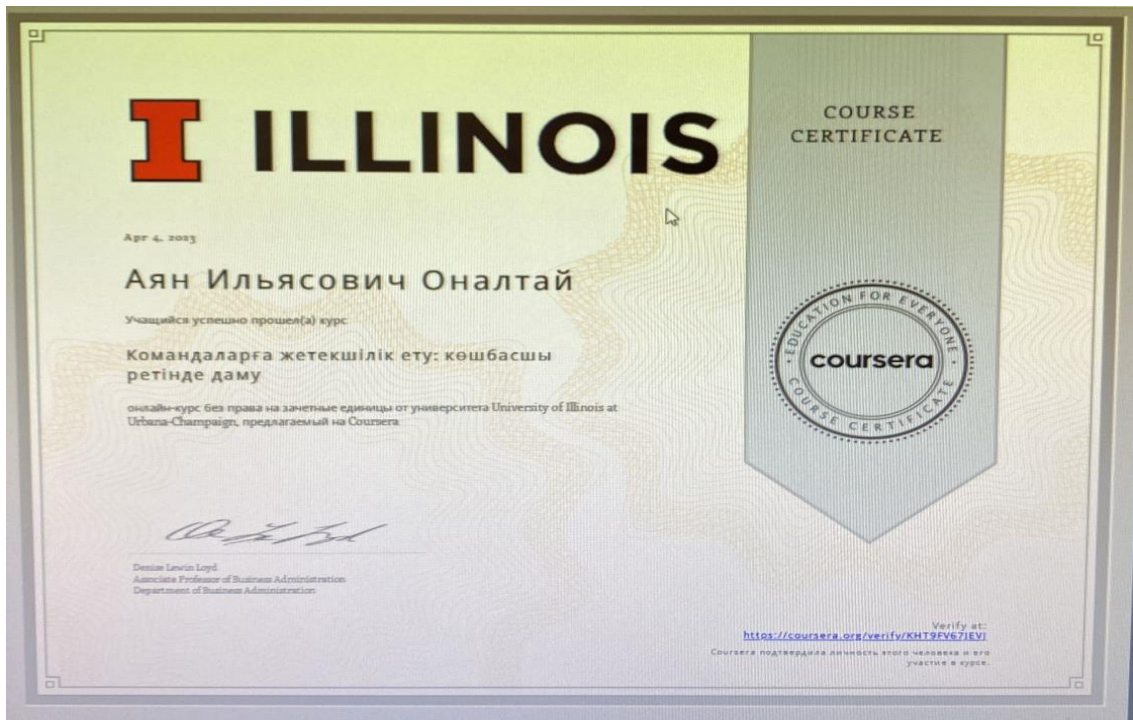 I ILLINOIS
COURSE
CERTIFICATE
Apr 4, 2023
Аян Ильясович Оналтай
Учащийся успешно прошел(а) курс
Командаларға жетекшілік ету: көшбасшы
ретінде даму
онлайн-курс без права на зачетные единицы от университета University of Illinois at
Urbana-Champaign, предлагаемый на Coursera
EDUCATION FOR EVERYONE
coursera
COURSE CERTIFICATE
Denise Lewin Loyd
Associate Professor of Business Administration
Department of Business Administration
Verify at:
https://coursera.org/verify/KHT9FV67JEVJ
Coursera подтвердила личность этого человека и его
участие в курсе.